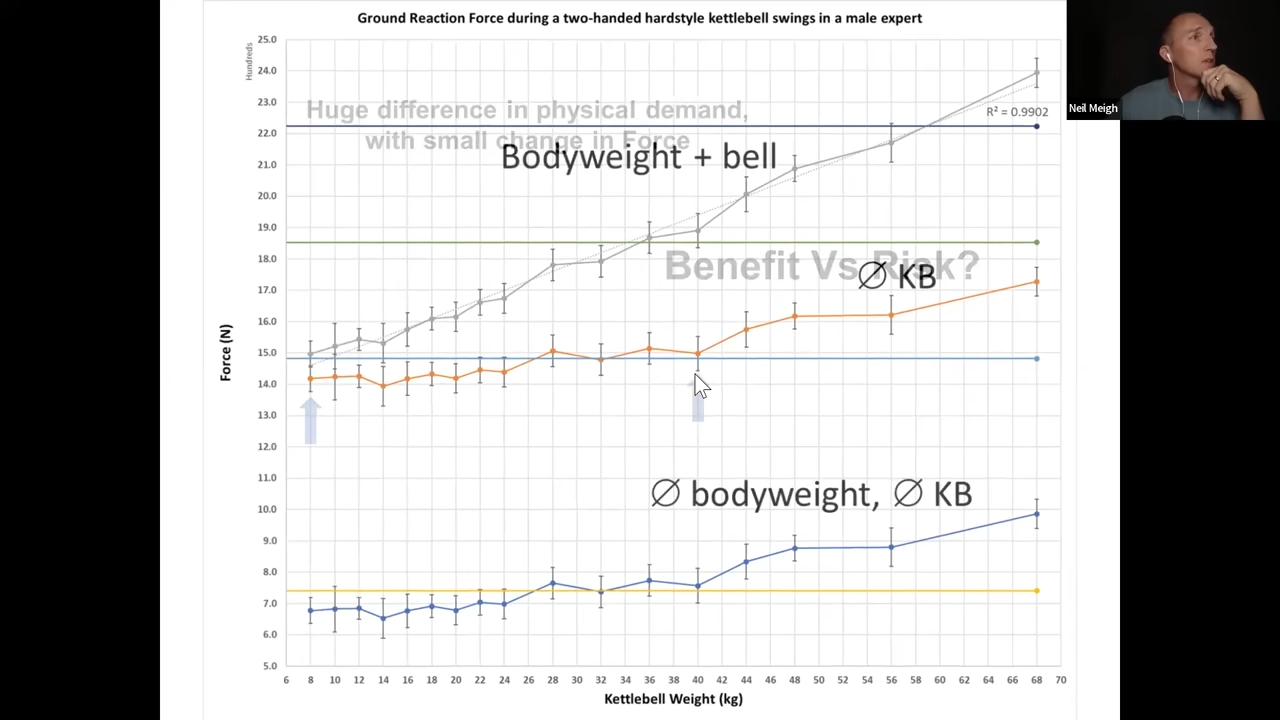 Ground Reaction Force during a two-handed hardstyle kettlebell swings in a male expert
Hundreds
25.0
24.0
23.0
22.0
21.0
20.0
19.0
18.0
17.0
16.0
15.0
14.0
13.0
12.0
11.0
10.0
9.0
8.0
7.0
6.0
5.0
Force (N)
Huge difference in physical demand,
with small change in Force
Bodyweight + bell
R² = 0.9902
Neil Meigh
Benefit Vs Risk?
∅ KB
∅ bodyweight, ∅ KB
6 8 10 12 14 16 18 20 22 24 26 28 30 32 34 36 38 40 42 44 46 48 50 52 54 56 58 60 62 64 66 68 70
Kettlebell Weight (kg)